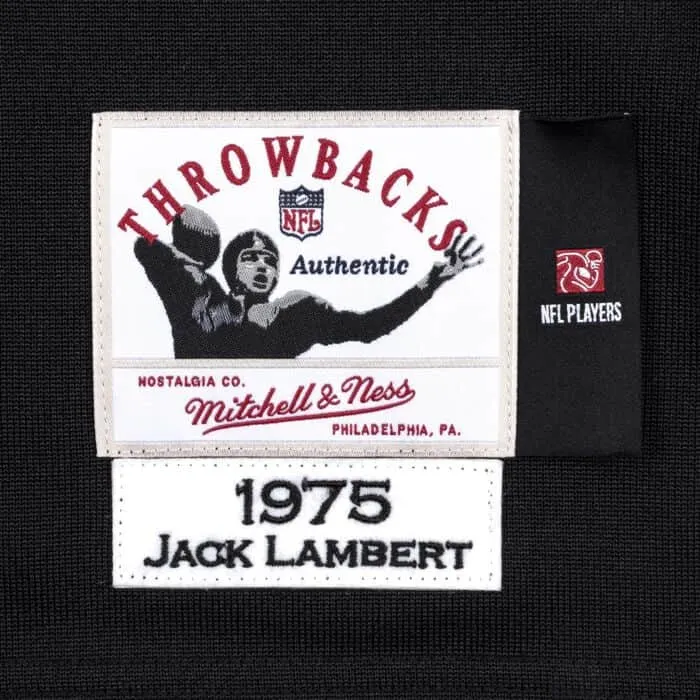 THROWBACKS
NFL
Authentic
NFL PLAYERS
NOSTALGIA CO.
Mitchell & Ness
PHILADELPHIA, PA.
1975
JACK LAMBERT